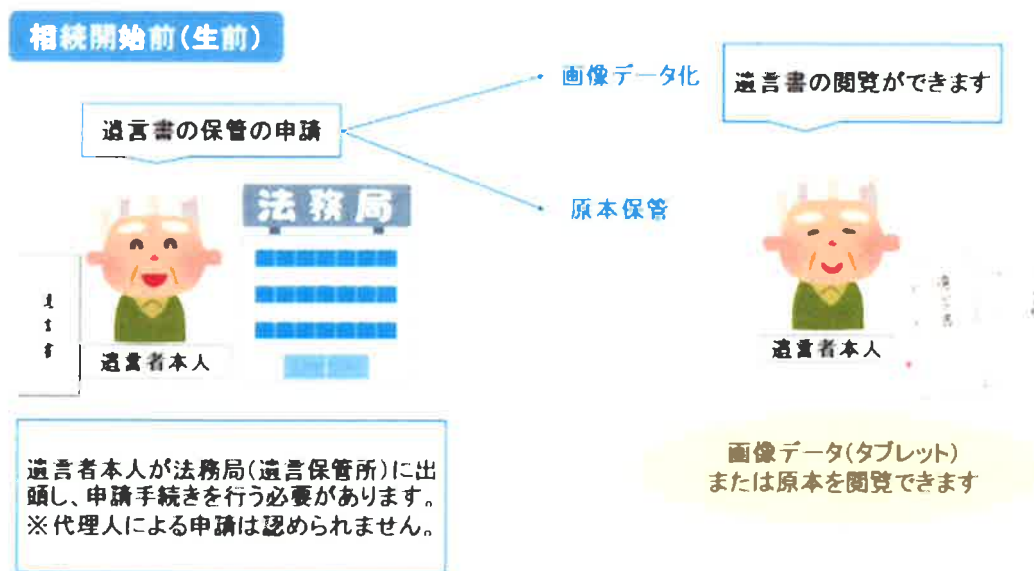 相続開始前(生前)
遺言書の保管の申請
・ 画像データ化
・ 原本保管
遺言書の閲覧ができます
法務局
遺言書
遺言者本人
遺言者本人
遺言者本人が法務局(遺言保管所)に出
頭し、申請手続きを行う必要があります。
※代理人による申請は認められません。
画像データ(タブレット)
または原本を閲覧できます